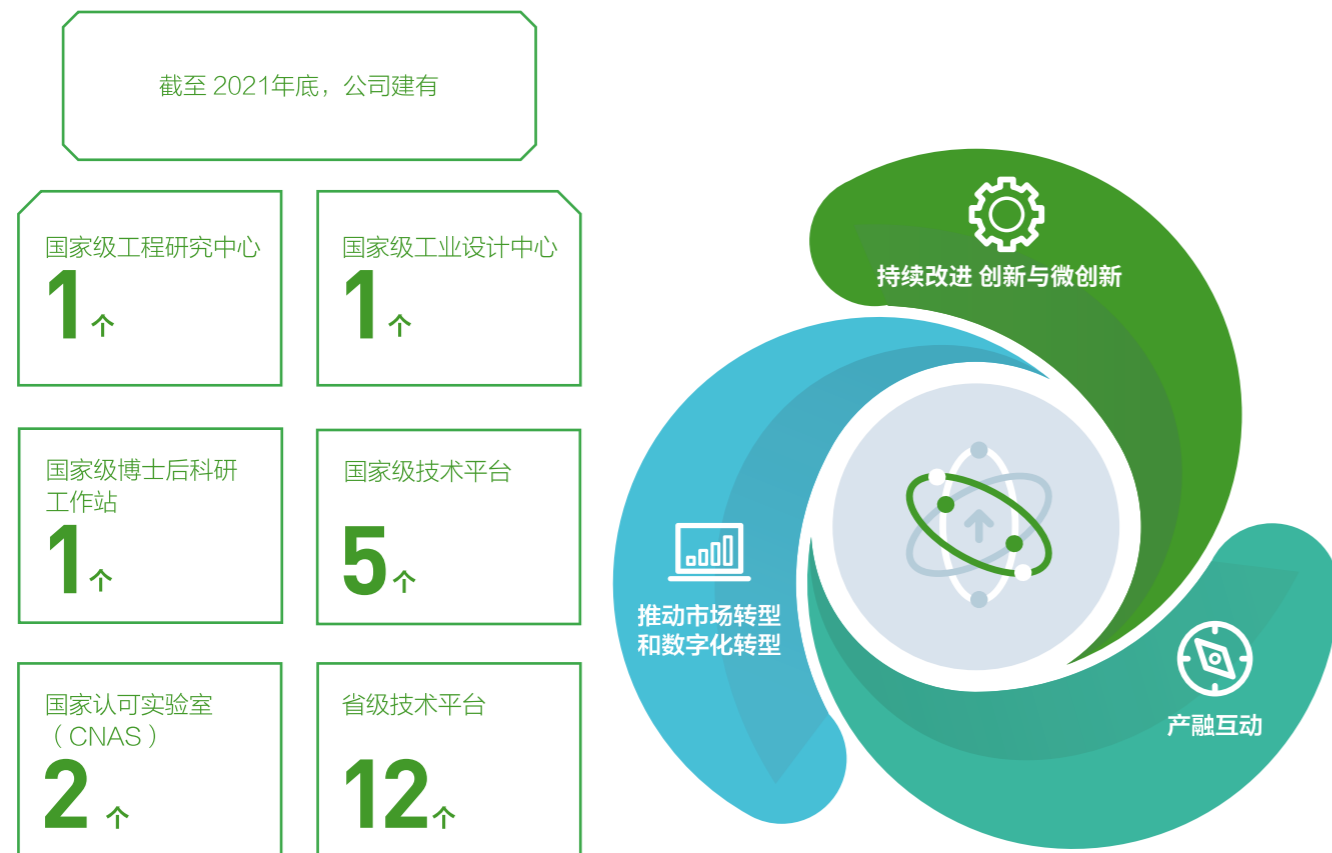 截至 2021年底，公司建有
国家级工程研究中心
1个
国家级工业设计中心
1个
国家级博士后科研
工作站
1个
国家级技术平台
5个
国家认可实验室
（CNAS）
2个
省级技术平台
12个
持续改进 创新与微创新
推动市场转型
和数字化转型
产融互动